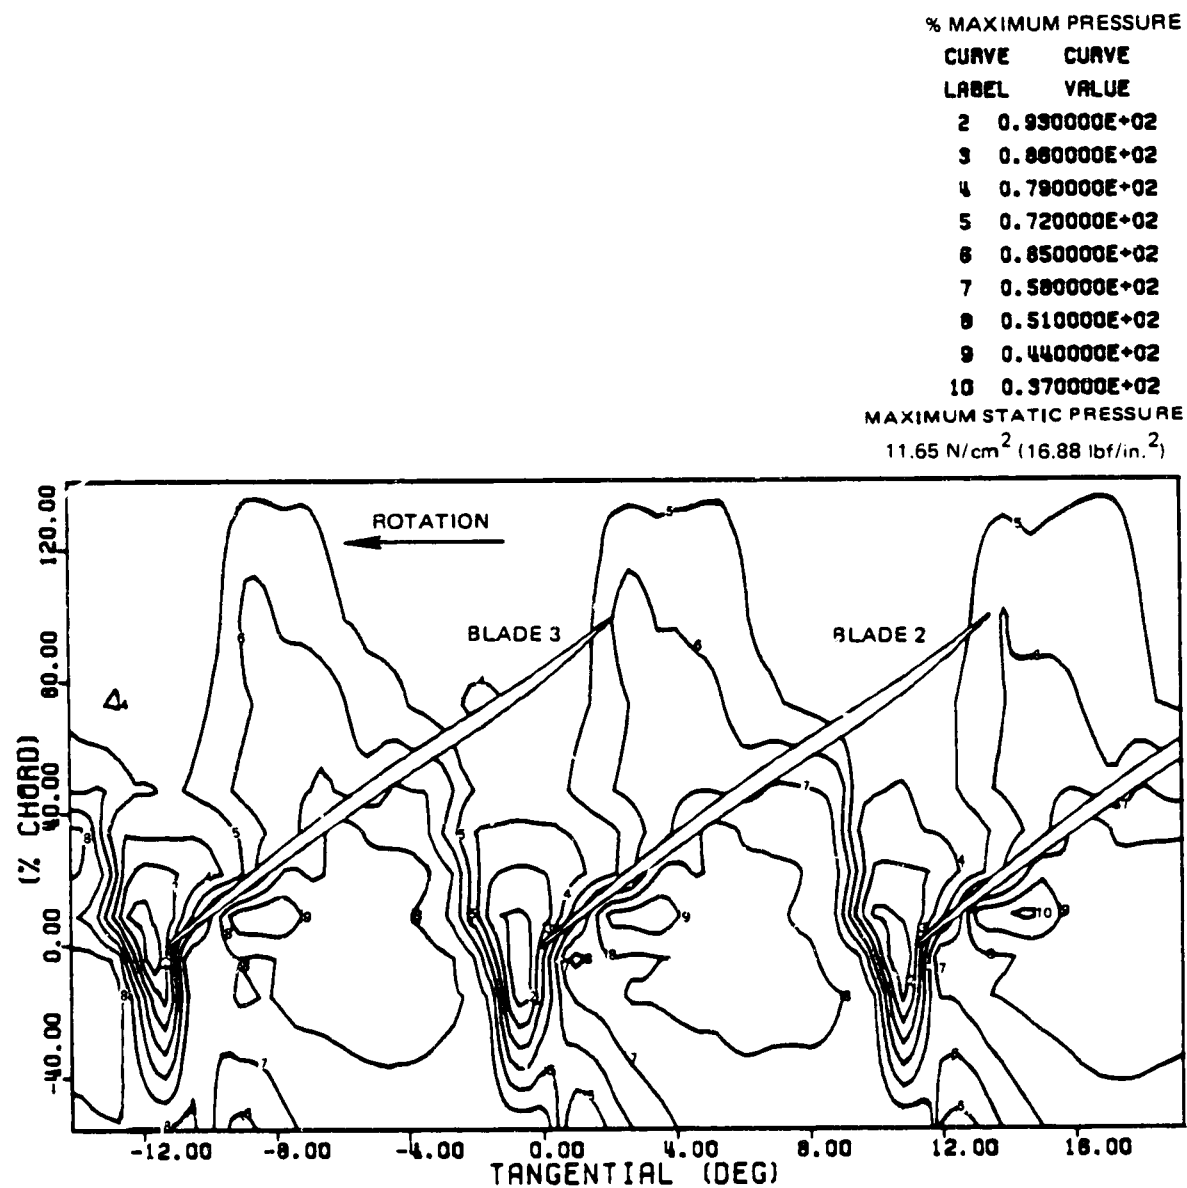 % MAXIMUM PRESSURE
CURVE CURVE
LABEL VALUE
2 0.930000E+02
3 0.860000E+02
4 0.790000E+02
5 0.720000E+02
6 0.650000E+02
7 0.580000E+02
8 0.510000E+02
9 0.440000E+02
10 0.370000E+02
MAXIMUM STATIC PRESSURE
11.65 N/cm2 (16.88 lbf/in.2)
ROTATION
BLADE 3
BLADE 2
(% CHORD)
120.00
80.00
40.00
0.00
-40.00
-12.00 -8.00 -4.00 0.00 4.00 8.00 12.00 16.00
TANGENTIAL (DEG)